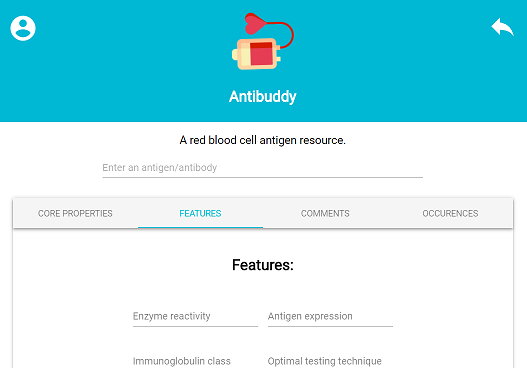 Antibuddy
A red blood cell antigen resource.
Enter an antigen/antibody
CORE PROPERTIES FEATURES COMMENTS OCCURENCES
Features:
Enzyme reactivity Antigen expression
Immunoglobulin class Optimal testing technique